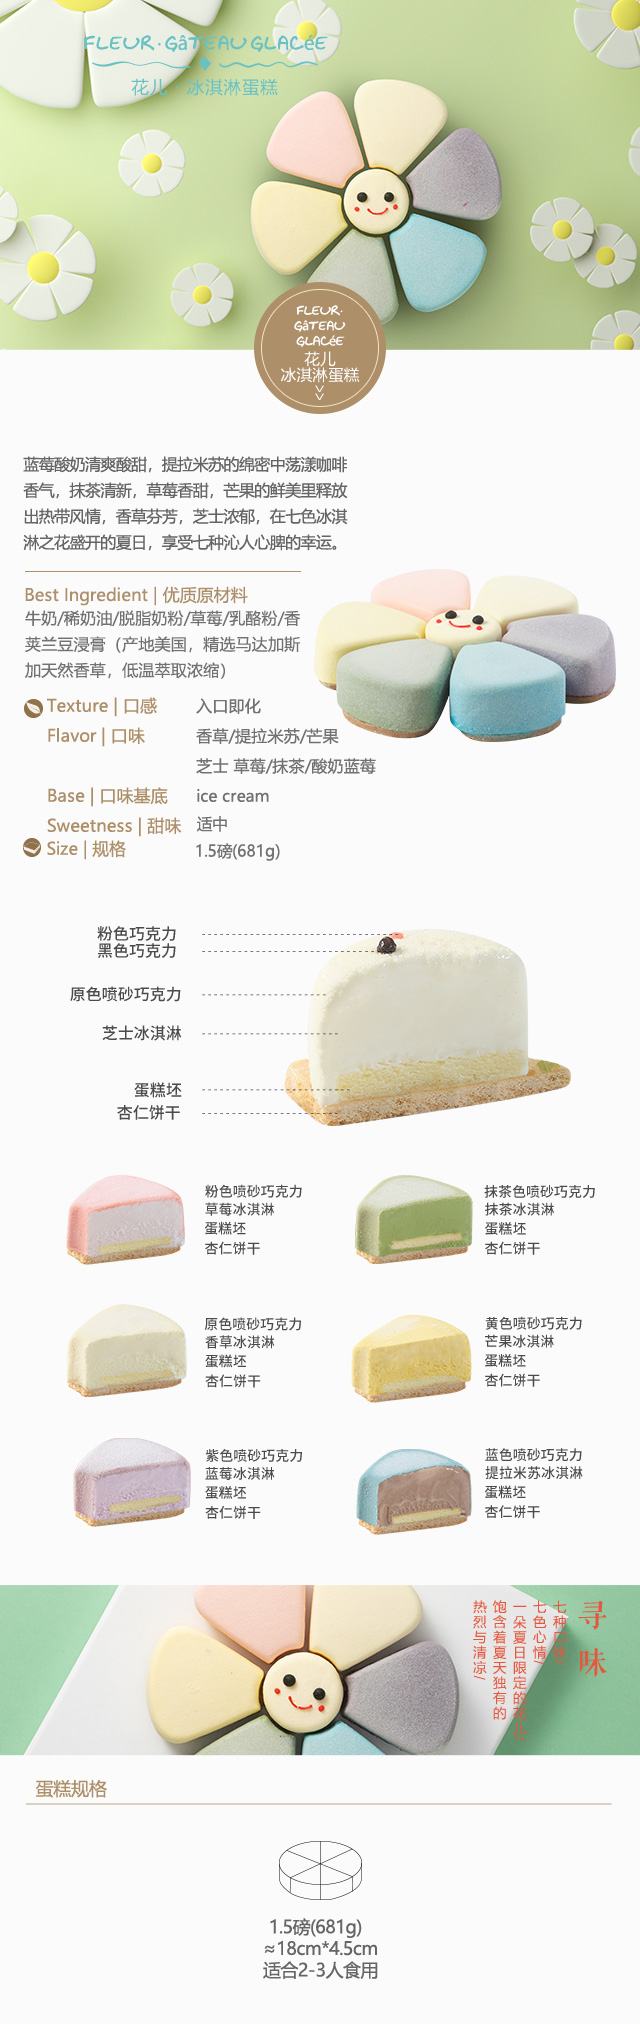 FLEUR·GâTEAU GLACée
花儿·冰淇淋蛋糕
FLEUR·
GâTEAU
GLACée
花儿
冰淇淋蛋糕
蓝莓酸奶清爽酸甜，提拉米苏的绵密中荡漾咖啡
香气，抹茶清新，草莓香甜，芒果的鲜美里释放
出热带风情，香草芬芳，芝士浓郁，在七色冰淇
淋之花盛开的夏日，享受七种沁人心脾的幸运。
Best Ingredient | 优质原材料
牛奶/稀奶油/脱脂奶粉/草莓/乳酪粉/香
荚兰豆浸膏（产地美国，精选马达加斯
加天然香草，低温萃取浓缩）
Texture | 口感 入口即化
Flavor | 口味 香草/提拉米苏/芒果
芝士 草莓/抹茶/酸奶蓝莓
Base | 口味基底 ice cream
Sweetness | 甜味 适中
Size | 规格 1.5磅(681g)
粉色巧克力
黑色巧克力
原色喷砂巧克力
芝士冰淇淋
蛋糕坯
杏仁饼干
粉色喷砂巧克力
草莓冰淇淋
蛋糕坯
杏仁饼干
抹茶色喷砂巧克力
抹茶冰淇淋
蛋糕坯
杏仁饼干
原色喷砂巧克力
香草冰淇淋
蛋糕坯
杏仁饼干
黄色喷砂巧克力
芒果冰淇淋
蛋糕坯
杏仁饼干
紫色喷砂巧克力
蓝莓冰淇淋
蛋糕坯
杏仁饼干
蓝色喷砂巧克力
提拉米苏冰淇淋
蛋糕坯
杏仁饼干
寻味
七种口味/
七色心情/
一朵夏日限定的花儿
饱含着夏天独有的
热烈与清凉/
蛋糕规格
1.5磅(681g)
≈18cm*4.5cm
适合2-3人食用